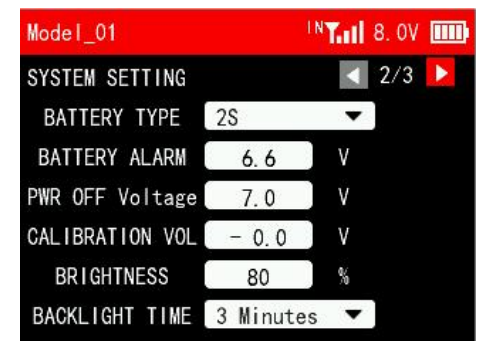 Model_01 IN 8.0V
SYSTEM SETTING 2/3
BATTERY TYPE 2S
BATTERY ALARM 6.6 V
PWR OFF Voltage 7.0 V
CALIBRATION VOL - 0.0 V
BRIGHTNESS 80 %
BACKLIGHT TIME 3 Minutes